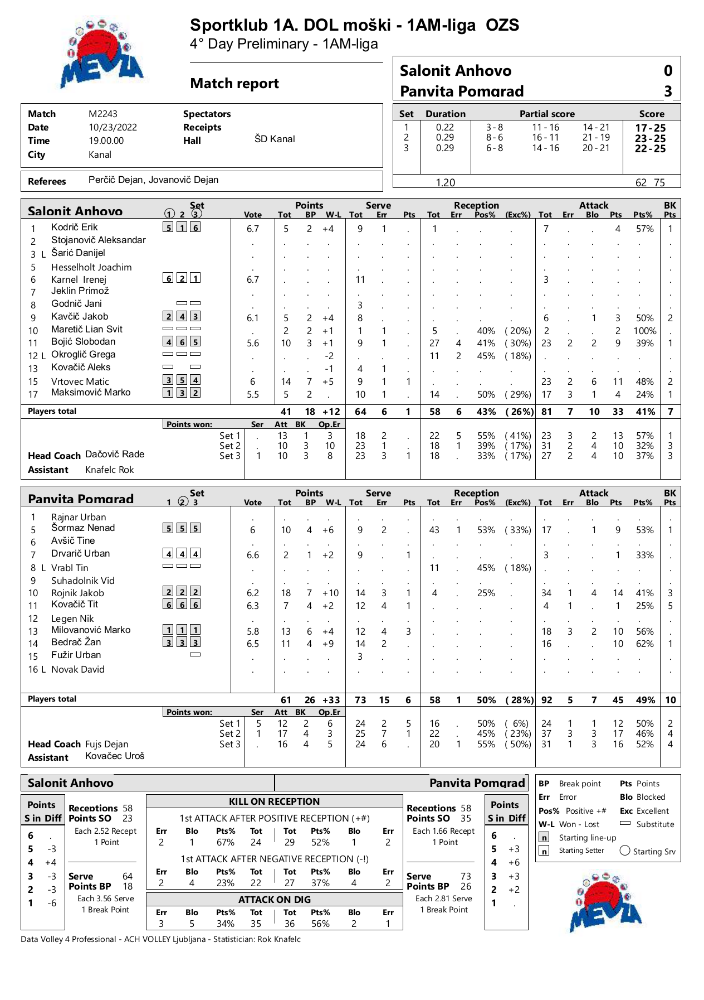 MEVZA
Sportklub 1A. DOL moški - 1AM-liga OZS
4° Day Preliminary - 1AM-liga
Match report
Salonit Anhovo 0
Panvita Pomgrad 3
Match M2243 Spectators
Date 10/23/2022 Receipts
Time 19.00.00 Hall ŠD Kanal
City Kanal
Referees Perčič Dejan, Jovanovič Dejan
Set Duration Partial score Score
1 0.22 3 - 8 11 - 16 14 - 21 17 - 25
2 0.29 8 - 6 16 - 11 21 - 19 23 - 25
3 0.29 6 - 8 14 - 16 20 - 21 22 - 25
1.20 62 75
Set Points Serve Reception Attack BK
Salonit Anhovo 1 2 3 Vote Tot BP W-L Tot Err Pts Tot Err Pos% (Exc%) Tot Err Blo Pts Pts% Pts
1 Kodrič Erik 5 1 6 6.7 5 2 +4 9 1 . 1 . . . 7 . . 4 57% 1
2 Stojanovič Aleksandar . . . . . . . . . . . . . . . . .
3 L Šarić Danijel . . . . . . . . . . . . . . . . .
5 Hesselholt Joachim . . . . . . . . . . . . . . . . .
6 Karnel Irenej 6 2 1 6.7 . . . 11 . . . . . . 3 . . . . .
7 Jeklin Primož . . . . . . . . . . . . . . . . .
8 Godnič Jani . . . . 3 . . . . . . . . . . . .
9 Kavčič Jakob 2 4 3 6.1 5 2 +4 8 . . . . . . 6 . 1 3 50% 2
10 Maretič Lian Svit . 2 2 +1 1 1 . 5 . 40% ( 20%) 2 . . 2 100% .
11 Bojić Slobodan 4 6 5 5.6 10 3 +1 9 1 . 27 4 41% ( 30%) 23 2 2 9 39% 1
12 L Okroglič Grega . . . -2 . . . 11 2 45% ( 18%) . . . . . .
13 Kovačič Aleks . . . -1 4 1 . . . . . . . . . . .
15 Vrtovec Matic 3 5 4 6 14 7 +5 9 1 1 . . . . 23 2 6 11 48% 2
17 Maksimović Marko 1 3 2 5.5 5 2 . 10 1 . 14 . 50% ( 29%) 17 3 1 4 24% 1
Players total 41 18 +12 64 6 1 58 6 43% ( 26%) 81 7 10 33 41% 7
Points won: Ser Att BK Op.Er
Set 1 . 13 1 3 18 2 . 22 5 55% ( 41%) 23 3 2 13 57% 1
Set 2 . 10 3 10 23 1 . 18 1 39% ( 17%) 31 2 4 10 32% 3
Head Coach Dačovič Rade Set 3 1 10 3 8 23 3 1 18 . 33% ( 17%) 27 2 4 10 37% 3
Assistant Knafelc Rok
Set Points Serve Reception Attack BK
Panvita Pomgrad 1 2 3 Vote Tot BP W-L Tot Err Pts Tot Err Pos% (Exc%) Tot Err Blo Pts Pts% Pts
1 Rajnar Urban . . . . . . . . . . . . . . . . .
5 Šormaz Nenad 5 5 5 6 10 4 +6 9 2 . 43 1 53% ( 33%) 17 . 1 9 53% 1
6 Avšič Tine . . . . . . . . . . . . . . . . .
7 Drvarič Urban 4 4 4 6.6 2 1 +2 9 . 1 . . . . 3 . . 1 33% .
8 L Vrabl Tin . . . . . . . 11 . 45% ( 18%) . . . . . .
9 Suhadolnik Vid . . . . . . . . . . . . . . . . .
10 Rojnik Jakob 2 2 2 6.2 18 7 +10 14 3 1 4 . 25% . 34 1 4 14 41% 3
11 Kovačič Tit 6 6 6 6.3 7 4 +2 12 4 1 . . . . 4 1 . 1 25% 5
12 Legen Nik . . . . . . . . . . . . . . . . .
13 Milovanović Marko 1 1 1 5.8 13 6 +4 12 4 3 . . . . 18 3 2 10 56% .
14 Bedrač Žan 3 3 3 6.5 11 4 +9 14 2 . . . . . 16 . . 10 62% 1
15 Fužir Urban . . . . 3 . . . . . . . . . . . .
16 L Novak David . . . . . . . . . . . . . . . . .
Players total 61 26 +33 73 15 6 58 1 50% ( 28%) 92 5 7 45 49% 10
Points won: Ser Att BK Op.Er
Set 1 5 12 2 6 24 2 5 16 . 50% ( 6%) 24 1 1 12 50% 2
Set 2 1 17 4 3 25 7 1 22 . 45% ( 23%) 37 3 3 17 46% 4
Head Coach Fujs Dejan Set 3 . 16 4 5 24 6 . 20 1 55% ( 50%) 31 1 3 16 52% 4
Assistant Kovačec Uroš
Salonit Anhovo Panvita Pomgrad
Points
S in Diff
6 .
5 -3
4 +4
3 -3
2 -3
1 -6
Receptions 58
Points SO 23
Each 2.52 Recept
1 Point
Serve 64
Points BP 18
Each 3.56 Serve
1 Break Point
KILL ON RECEPTION
1st ATTACK AFTER POSITIVE RECEPTION (+#)
Err Blo Pts% Tot Tot Pts% Blo Err
2 1 67% 24 29 52% 1 2
1st ATTACK AFTER NEGATIVE RECEPTION (-!)
Err Blo Pts% Tot Tot Pts% Blo Err
2 4 23% 22 27 37% 4 2
ATTACK ON DIG
Err Blo Pts% Tot Tot Pts% Blo Err
3 5 34% 35 36 56% 2 1
Receptions 58
Points SO 35
Each 1.66 Recept
1 Point
Serve 73
Points BP 26
Each 2.81 Serve
1 Break Point
Points
S in Diff
6 .
5 +3
4 +6
3 +3
2 +2
1 .
BP Break point Pts Points
Err Error Blo Blocked
Pos% Positive +# Exc Excellent
W-L Won - Lost Substitute
n Starting line-up
n Starting Setter Starting Srv
MEVZA
Data Volley 4 Professional - ACH VOLLEY Ljubljana - Statistician: Rok Knafelc